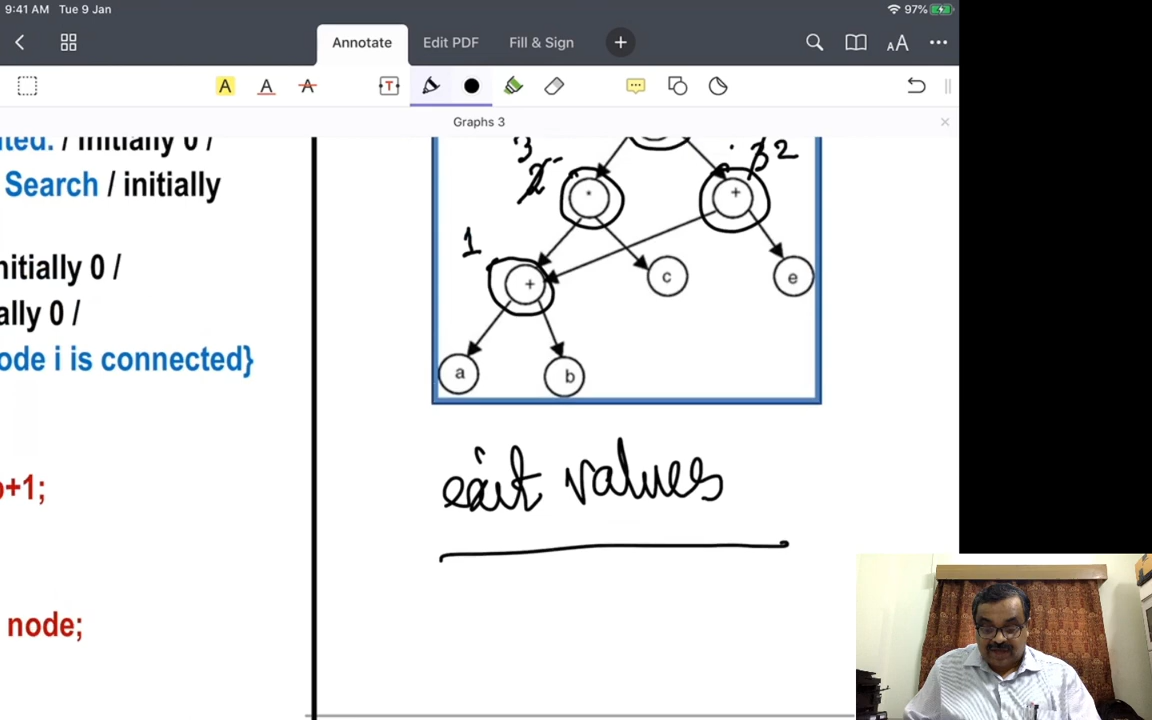 9:41 AM Tue 9 Jan
97%
Annotate
Edit PDF
Fill & Sign
A A A T AA
Graphs 3
ted. / Initially 0 /
Search / initially
nitially 0 /
ally 0 /
ode i is connected}
p+1;
node;
3
2
2
* +
1
+ c e
a b
exit values